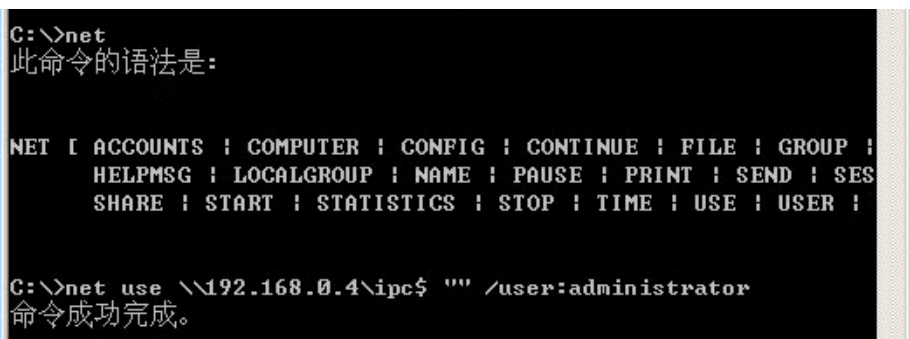 C:\>net
此命令的语法是:
NET [ ACCOUNTS ¦ COMPUTER ¦ CONFIG ¦ CONTINUE ¦ FILE ¦ GROUP ¦
HELPMSG ¦ LOCALGROUP ¦ NAME ¦ PAUSE ¦ PRINT ¦ SEND ¦ SES
SHARE ¦ START ¦ STATISTICS ¦ STOP ¦ TIME ¦ USE ¦ USER ¦
C:\>net use \\192.168.0.4\ipc$ "" /user:administrator
命令成功完成。